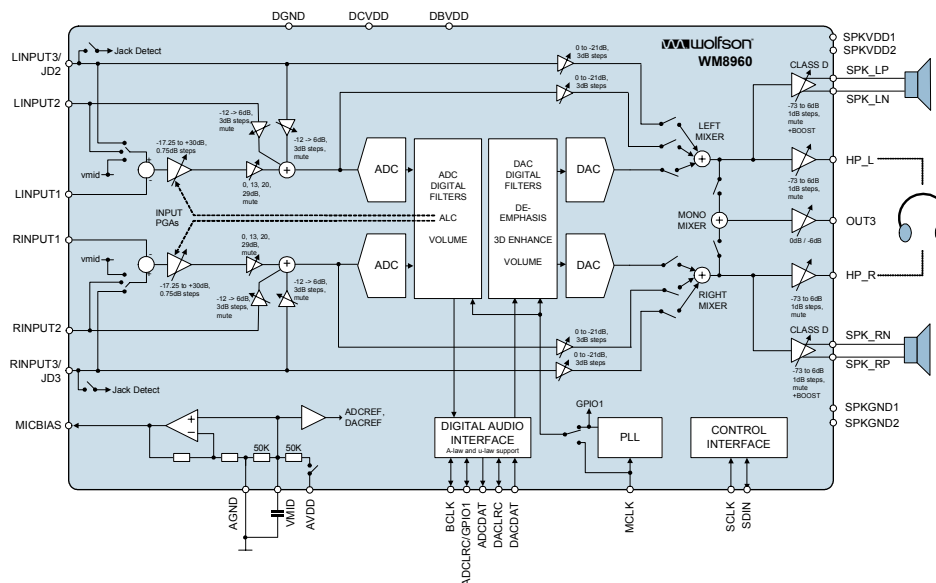 DGND
DCVDD
DBVDD
wolfson
WM8960
SPKVDD1
SPKVDD2
LINPUT3/
JD2
Jack Detect
0 to -21dB,
3dB steps
CLASS D
SPK_LP
SPK_LN
LINPUT2
-12 -> 6dB,
3dB steps
mute
0 to -21dB,
3dB steps
-73 to 6dB
1dB steps,
mute
+BOOST
LEFT
MIXER
-17.25 to +30dB,
0.75dB steps
-12 -> 6dB,
3dB steps,
mute
vmid
+
-
+
ADC
ADC
DIGITAL
FILTERS
ALC
VOLUME
DAC
DIGITAL
FILTERS
DE-
EMPHASIS
3D ENHANCE
VOLUME
DAC
+
HP_L
LINPUT1
0, 13, 20,
29dB,
mute
-73 to 6dB
1dB steps,
mute
INPUT
PGAs
MONO
MIXER
+
OUT3
0dB / -6dB
RINPUT1
0, 13, 20,
29dB,
mute
vmid
-
+
+
ADC
DAC
+
HP_R
-17.25 to +30dB,
0.75dB steps
-12 -> 6dB,
3dB steps,
mute
-12 -> 6dB
3dB steps,
mute
RIGHT
MIXER
-73 to 6dB
1dB steps,
mute
RINPUT2
0 to -21dB,
3dB steps
CLASS D
SPK_RN
SPK_RP
RINPUT3/
JD3
0 to -21dB,
3dB steps
-73 to 6dB
1dB steps,
mute
+BOOST
Jack Detect
SPKGND1
SPKGND2
MICBIAS
+
-
ADCREF,
DACREF
GPIO1
DIGITAL AUDIO
INTERFACE
A-law and u-law support
PLL
CONTROL
INTERFACE
50K
50K
AGND
VMID
AVDD
BCLK
ADCLRC/GPIO1
ADCDAT
DACLRC
DACDAT
MCLK
SCLK
SDIN